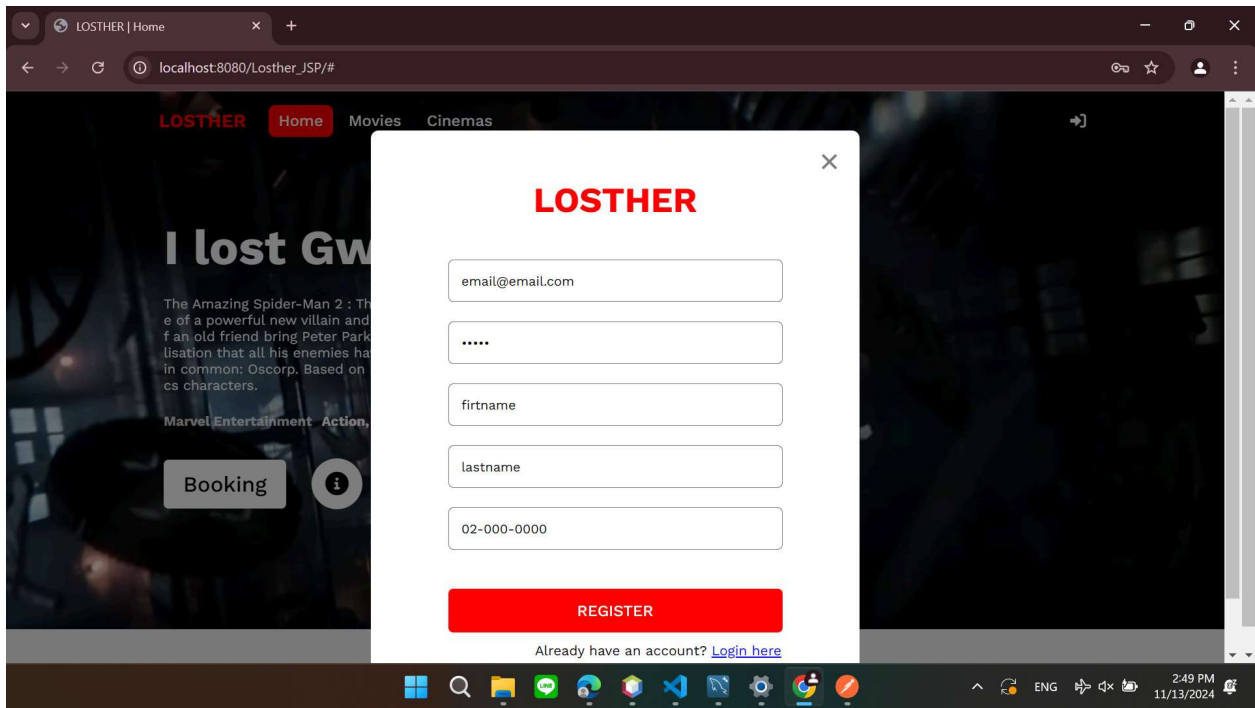 LOSTHER | Home
localhost:8080/Losther_JSP/#
LOSTHER Home Movies Cinemas
LOSTHER
I lost Gw
The Amazing Spider-Man 2 : Th
e of a powerful new villain and
f an old friend bring Peter Park
lisation that all his enemies ha
in common: Oscorp. Based on
cs characters.
Marvel Entertainment Action,
Booking
email@email.com
•••••
firtname
lastname
02-000-0000
REGISTER
Already have an account? Login here
LINE
ENG
2:49 PM
11/13/2024